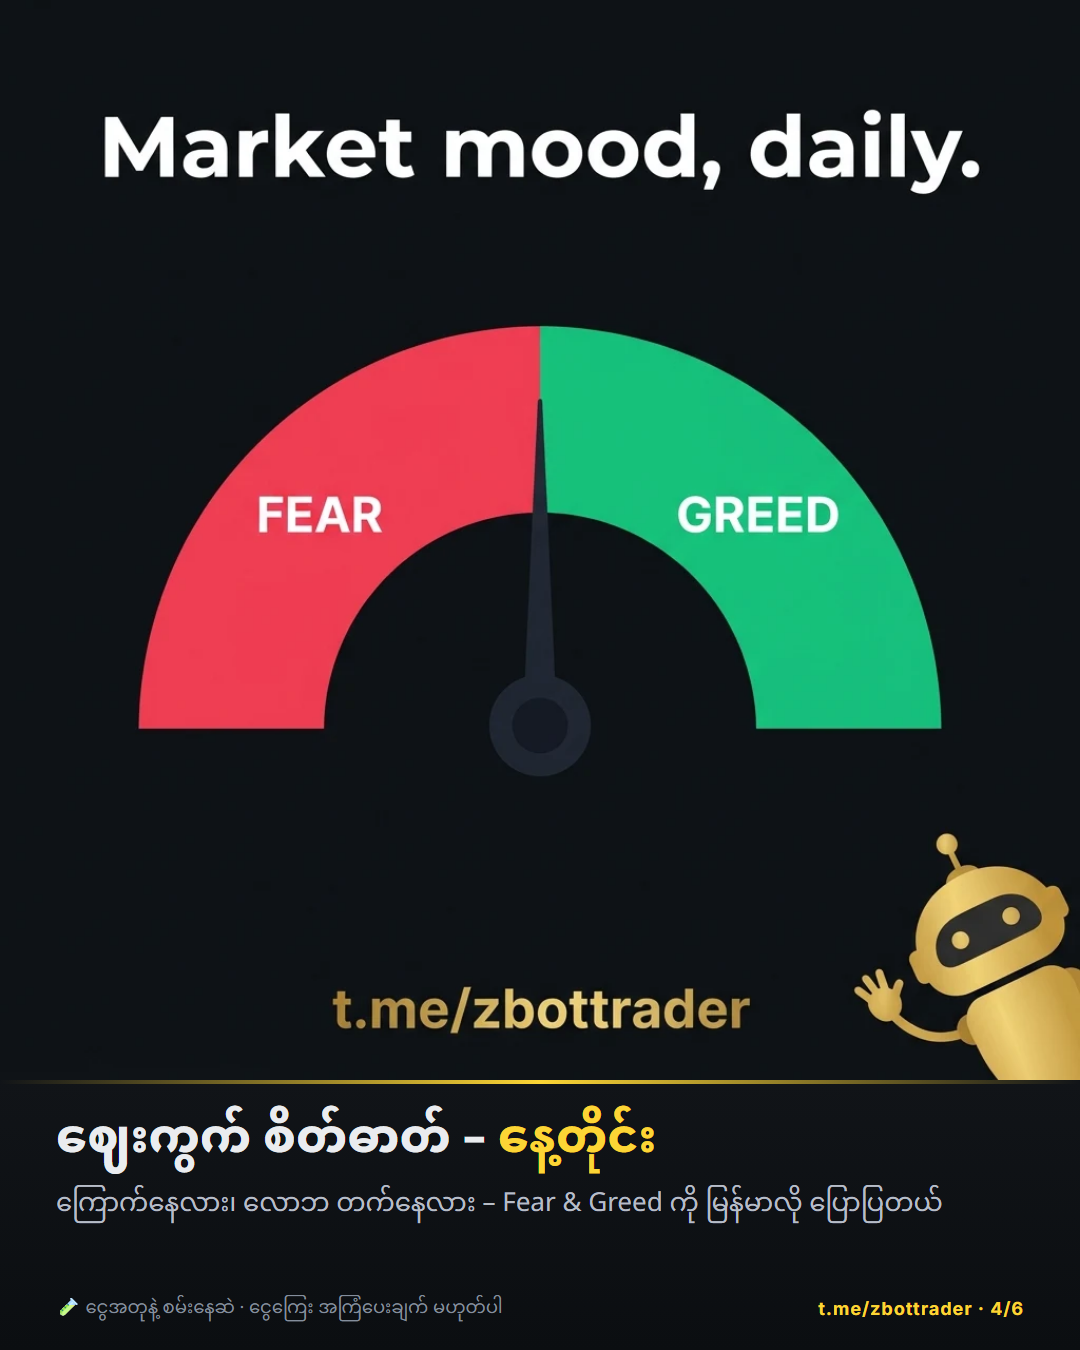 Market mood, daily.
FEAR
GREED
t.me/zbottrader
ဈေးကွက် စိတ်ဓာတ် – နေ့တိုင်း
ကြောက်နေလား၊ လောဘ တက်နေလား – Fear & Greed ကို မြန်မာလို ပြောပြတယ်
ငွေအတုနဲ့ စမ်းနေဆဲ · ငွေကြေး အကြံပေးချက် မဟုတ်ပါ
t.me/zbottrader · 4/6